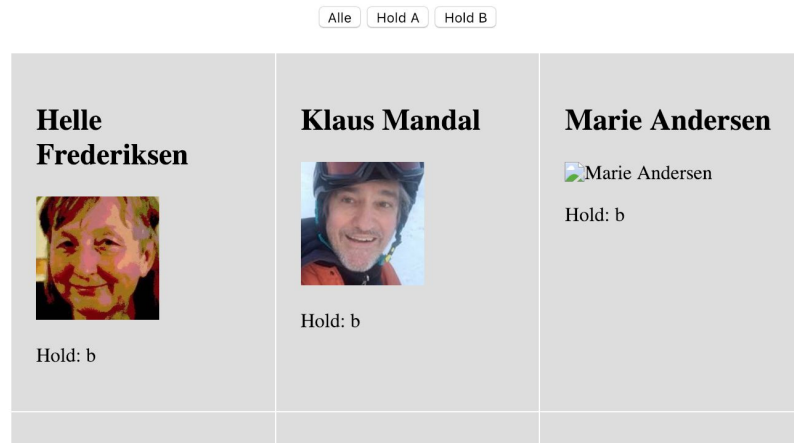 Alle Hold A Hold B
Helle
Frederiksen
Hold: b
Klaus Mandal
Hold: b
Marie Andersen
Marie Andersen
Hold: b